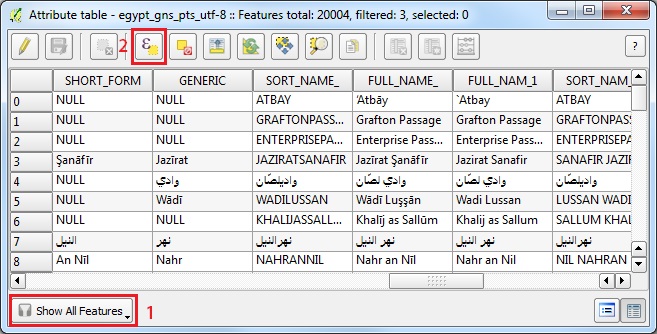 Attribute table - egypt_gns_pts_utf-8 :: Features total: 20004, filtered: 3, selected: 0
2 ε ?
SHORT_FORM GENERIC SORT_NAME_ FULL_NAME_ FULL_NAM_1 SORT_NAM_
0 NULL NULL ATBAY 'Atbāy `Atbay ATBAY
1 NULL NULL GRAFTONPASS... Grafton Passage Grafton Passage GRAFTON PASS...
2 NULL NULL ENTERPRISEPA... Enterprise Pass... Enterprise Pass... ENTERPRISE P...
3 Şanāfīr Jazīrat JAZIRATSANAFIR Jazīrat Şanāfīr Jazirat Sanafir SANAFIR JAZI...
4 NULL وادي واديلصّان وادي لصّان وادي لصّان واديلصّان
5 NULL Wādī WADILUSSAN Wādī Luşşān Wadi Lussan LUSSAN WADI
6 NULL NULL KHALIJASSALL... Khalīj as Sallūm Khalij as Sallum SALLUM KHAL...
7 النيل نهر نهرالنيل نهر النيل نهر النيل نهرالنيل
8 An Nīl Nahr NAHRANNIL Nahr an Nīl Nahr an Nil NIL NAHRAN
Show All Features 1